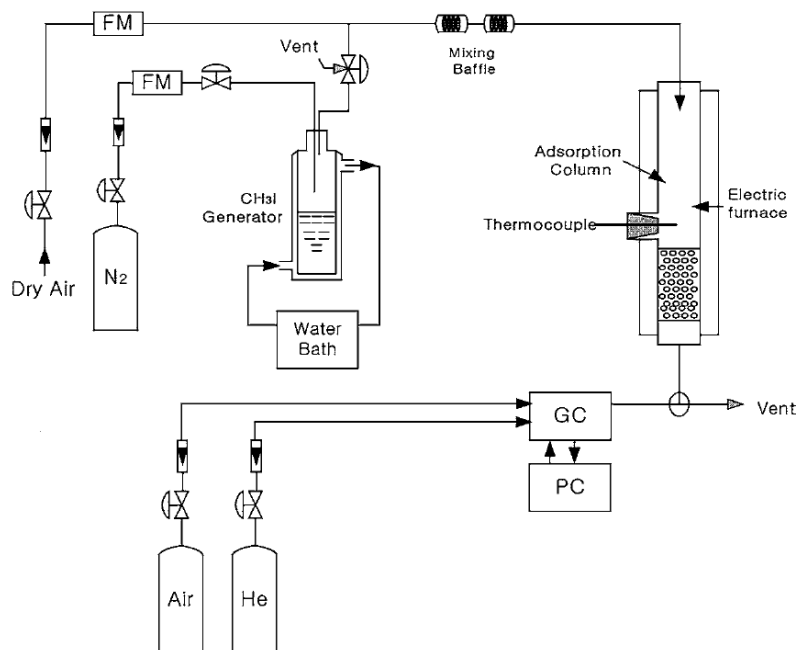 FM
Vent
FM
Mixing
Baffle
Adsorption
Column
CH3I
Generator
Electric
furnace
Thermocouple
N2
Dry Air
Water
Bath
GC
Vent
PC
Air
He